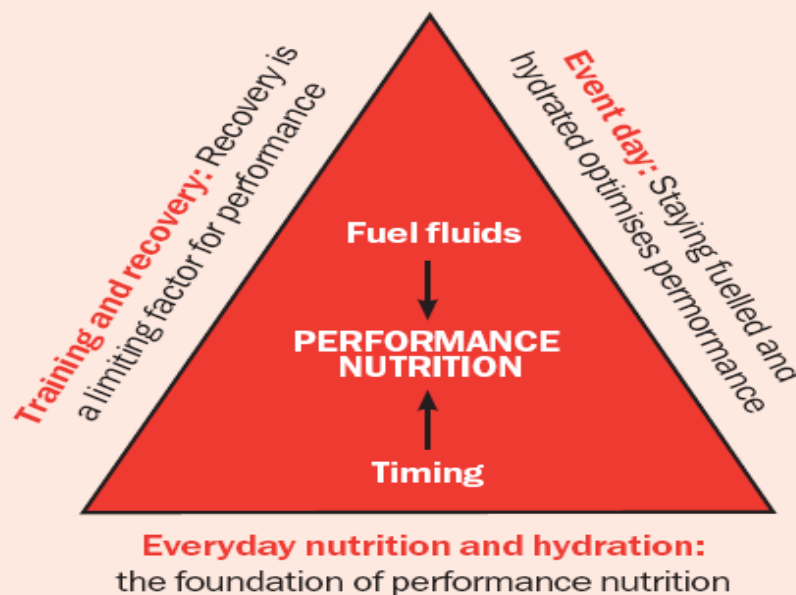 Training and recovery: Recovery is
a limiting factor for performance
Event day: Staying fuelled and
hydrated optimises permormance
Fuel fluids
PERFORMANCE
NUTRITION
Timing
Everyday nutrition and hydration:
the foundation of performance nutrition